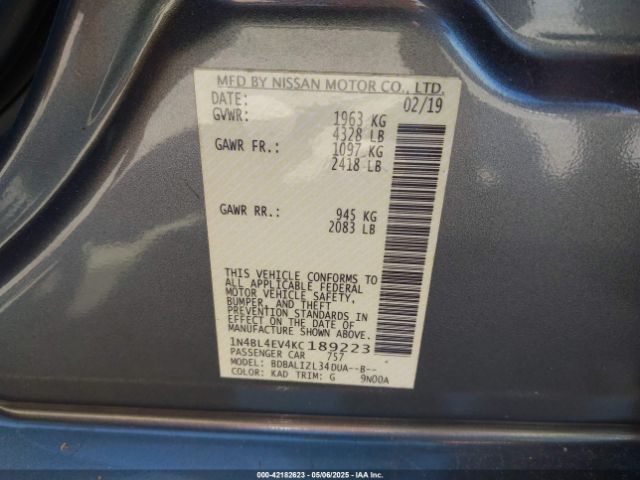 MFD BY NISSAN MOTOR CO., LTD.
DATE: 02/19
GVWR: 1963 KG
4328 LB
GAWR FR.: 1097 KG
2418 LB
GAWR RR.: 945 KG
2083 LB
THIS VEHICLE CONFORMS TO
ALL APPLICABLE FEDERAL
MOTOR VEHICLE SAFETY,
BUMPER, AND THEFT
PREVENTION STANDARDS IN
EFFECT ON THE DATE OF
MANUFACTURE SHOWN ABOVE.
1N4BL4EV4KC189223
PASSENGER CAR 757
MODEL: BDBALIZL34DUA--B--
COLOR: KAD TRIM: G 9N00A
000-42182623 | 05/06/2025 | IAA Inc.